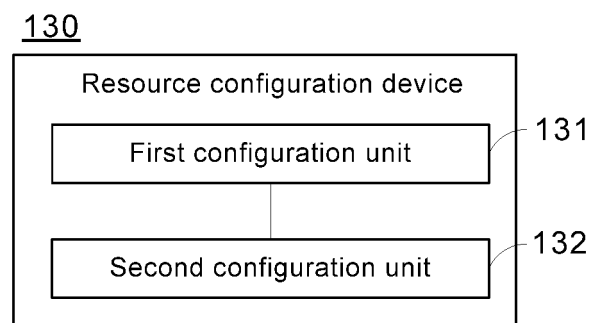 130
Resource configuration device
First configuration unit
131
Second configuration unit
132